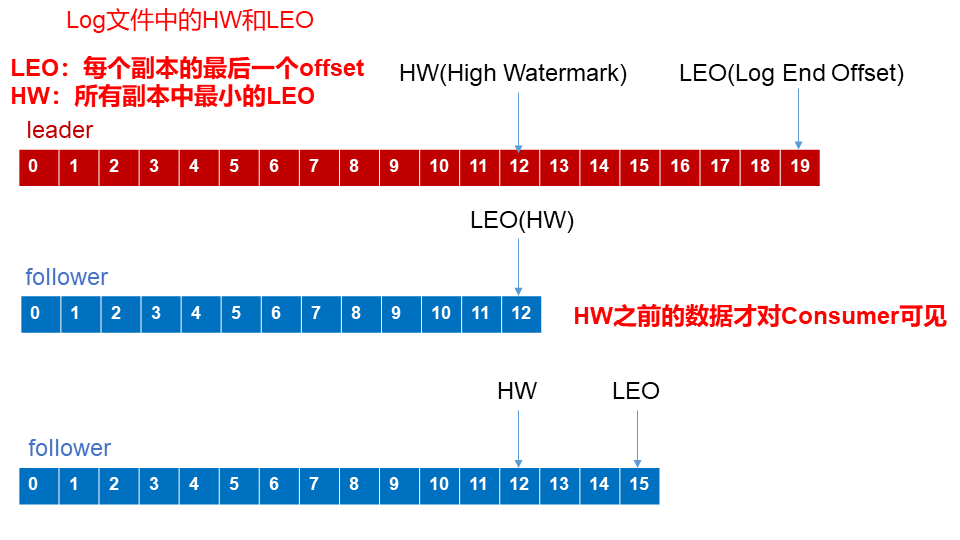 Log文件中的HW和LEO
LEO：每个副本的最后一个offset
HW：所有副本中最小的LEO
HW(High Watermark)
LEO(Log End Offset)
leader
0 1 2 3 4 5 6 7 8 9 10 11 12 13 14 15 16 17 18 19
LEO(HW)
follower
0 1 2 3 4 5 6 7 8 9 10 11 12
HW之前的数据才对Consumer可见
HW
LEO
follower
0 1 2 3 4 5 6 7 8 9 10 11 12 13 14 15